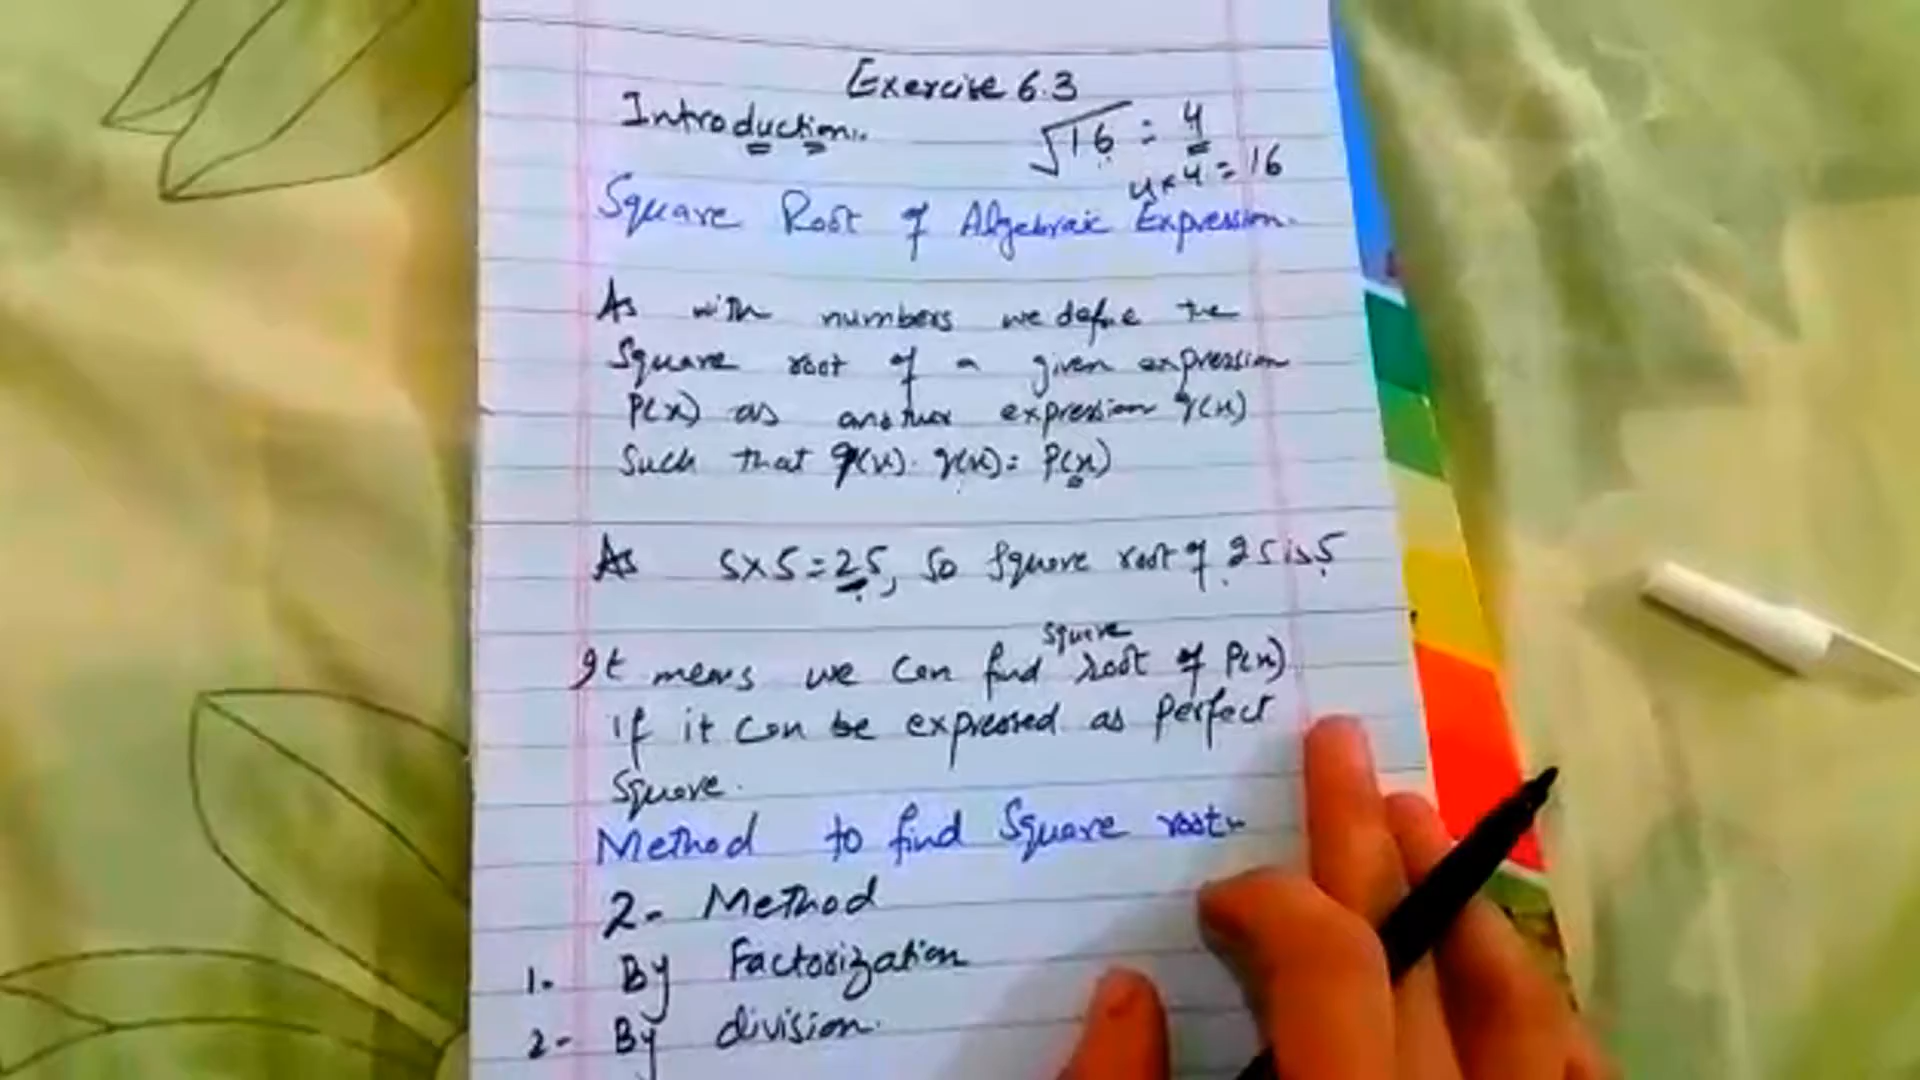 Exercise 6.3
Introduction..
√16 = 4
4 × 4 = 16
Square Root of Algebraic Expression.
As with numbers we define the
Square root of a given expression
P(x) as another expression q(x)
Such that q(x). q(x) = P(x)
As 5x5=25, So Square root of 25 is 5
square
It means we can find root of P(x)
if it can be expressed as perfect
Square.
Method to find Square root
2- Method
1. By Factorization
2- By division.